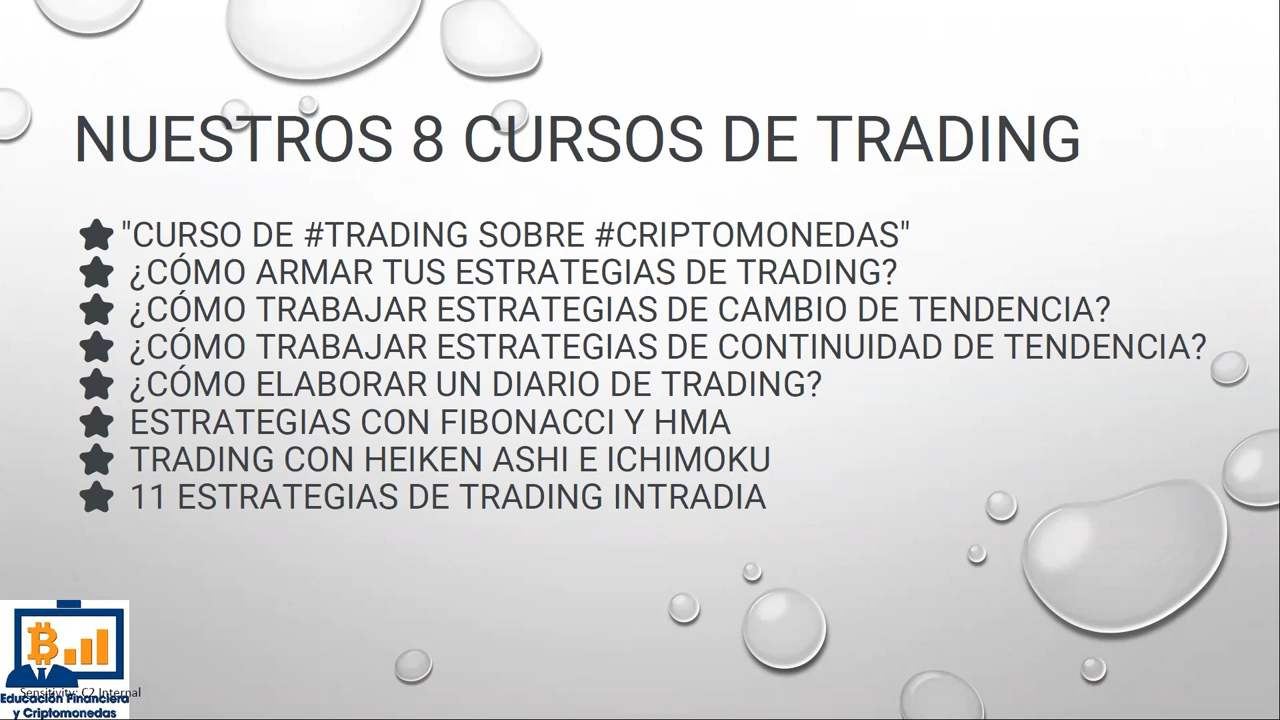 NUESTROS 8 CURSOS DE TRADING
"CURSO DE #TRADING SOBRE #CRIPTOMONEDAS"
¿CÓMO ARMAR TUS ESTRATEGIAS DE TRADING?
¿CÓMO TRABAJAR ESTRATEGIAS DE CAMBIO DE TENDENCIA?
¿CÓMO TRABAJAR ESTRATEGIAS DE CONTINUIDAD DE TENDENCIA?
¿CÓMO ELABORAR UN DIARIO DE TRADING?
ESTRATEGIAS CON FIBONACCI Y HMA
TRADING CON HEIKEN ASHI E ICHIMOKU
11 ESTRATEGIAS DE TRADING INTRADIA
Sensitivity: C2 Internal
Educación Financiera
y Criptomonedas